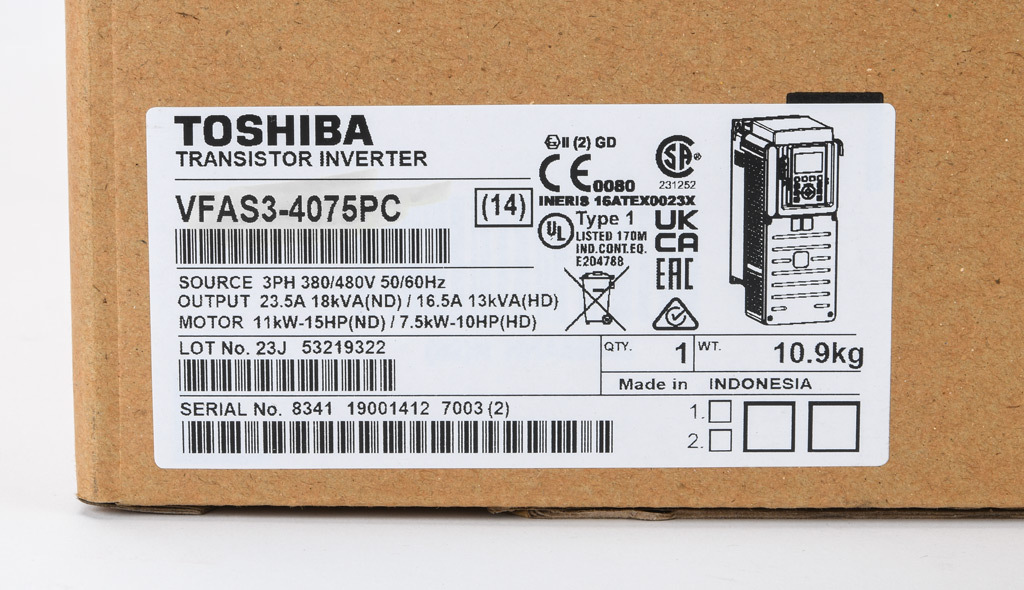 TOSHIBA
TRANSISTOR INVERTER
VFAS3-4075PC
(14)
SOURCE 3PH 380/480V 50/60Hz
OUTPUT 23.5A 18kVA(ND) / 16.5A 13kVA(HD)
MOTOR 11kW-15HP(ND) / 7.5kW-10HP(HD)
II (2) GD
CE 0080
INERIS 16ATEX0023X
SA
231252
UL
Type 1
LISTED 170M
IND.CONT.EQ.
E204788
UK
CA
EAC
LOT No. 23J 53219322
QTY. 1
WT. 10.9kg
Made in INDONESIA
SERIAL No. 8341 19001412 7003 (2)
1.
2.